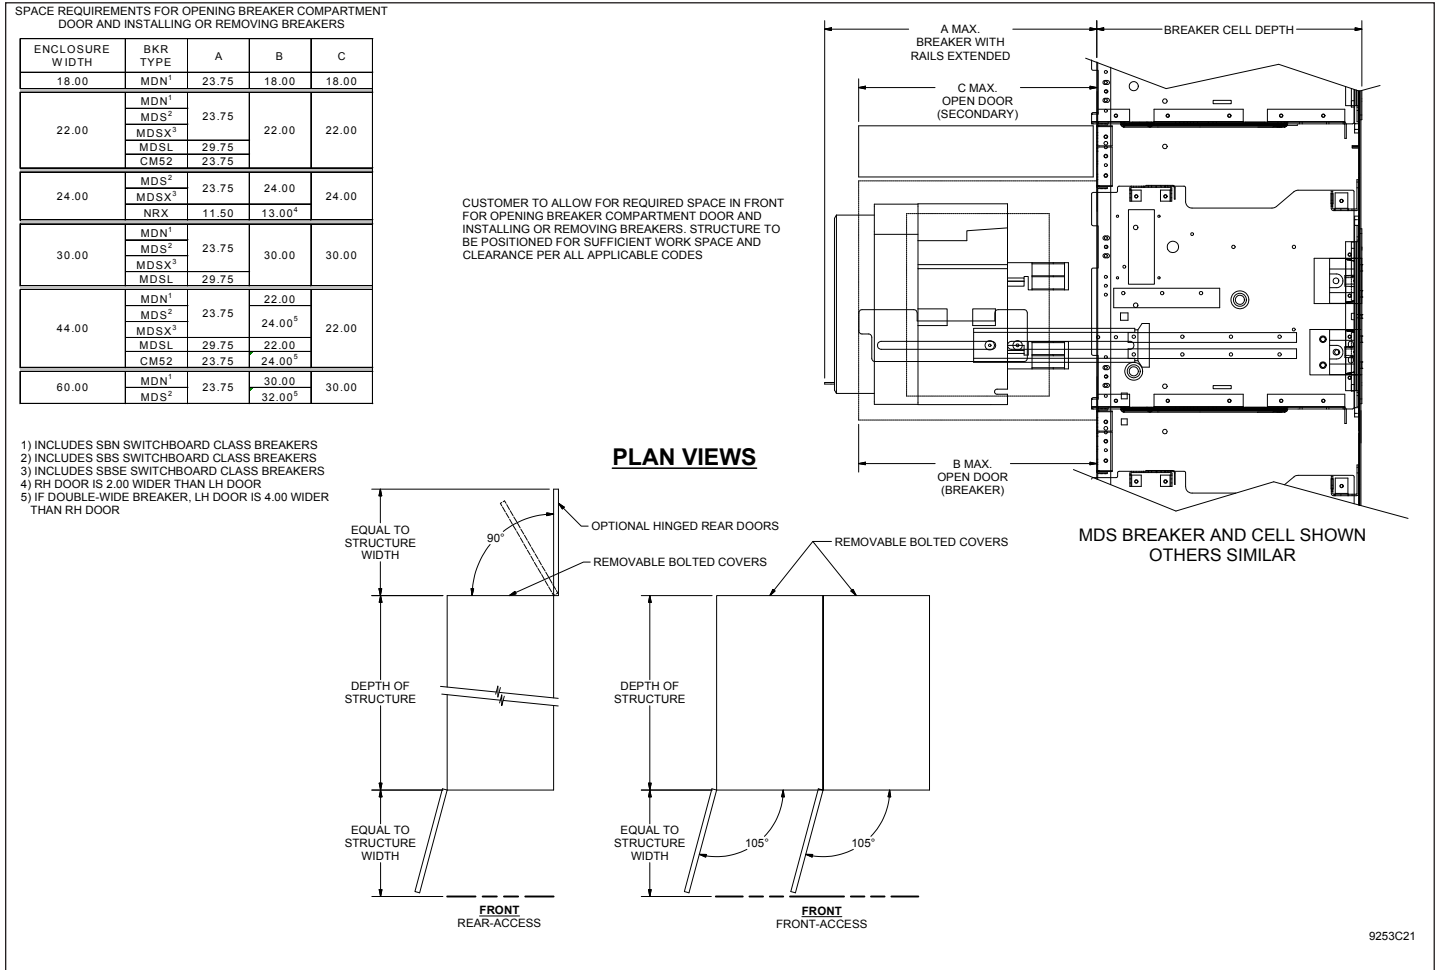 SPACE REQUIREMENTS FOR OPENING BREAKER COMPARTMENT
DOOR AND INSTALLING OR REMOVING BREAKERS
ENCLOSURE WIDTH BKR TYPE A B C
18.00 MDN¹ 23.75 18.00 18.00
22.00 MDN¹ 23.75 22.00 22.00
MDS²
MDSX³
MDSL 29.75
CM52 23.75
24.00 MDS² 23.75 24.00 24.00
MDSX³
NRX 11.50 13.00⁴
30.00 MDN¹ 23.75 30.00 30.00
MDS²
MDSX³
MDSL 29.75
44.00 MDN¹ 23.75 22.00 22.00
MDS² 24.00⁵
MDSX³
MDSL 29.75 22.00
CM52 23.75 24.00⁵
60.00 MDN¹ 23.75 30.00 30.00
MDS² 32.00⁵
1) INCLUDES SBN SWITCHBOARD CLASS BREAKERS
2) INCLUDES SBS SWITCHBOARD CLASS BREAKERS
3) INCLUDES SBSE SWITCHBOARD CLASS BREAKERS
4) RH DOOR IS 2.00 WIDER THAN LH DOOR
5) IF DOUBLE-WIDE BREAKER, LH DOOR IS 4.00 WIDER
THAN RH DOOR
CUSTOMER TO ALLOW FOR REQUIRED SPACE IN FRONT
FOR OPENING BREAKER COMPARTMENT DOOR AND
INSTALLING OR REMOVING BREAKERS. STRUCTURE TO
BE POSITIONED FOR SUFFICIENT WORK SPACE AND
CLEARANCE PER ALL APPLICABLE CODES
A MAX.
BREAKER WITH
RAILS EXTENDED
BREAKER CELL DEPTH
C MAX.
OPEN DOOR
(SECONDARY)
B MAX.
OPEN DOOR
(BREAKER)
MDS BREAKER AND CELL SHOWN
OTHERS SIMILAR
PLAN VIEWS
EQUAL TO
STRUCTURE
WIDTH
90°
OPTIONAL HINGED REAR DOORS
REMOVABLE BOLTED COVERS
DEPTH OF
STRUCTURE
EQUAL TO
STRUCTURE
WIDTH
FRONT
REAR-ACCESS
REMOVABLE BOLTED COVERS
DEPTH OF
STRUCTURE
EQUAL TO
STRUCTURE
WIDTH
105°
105°
FRONT
FRONT-ACCESS
9253C21